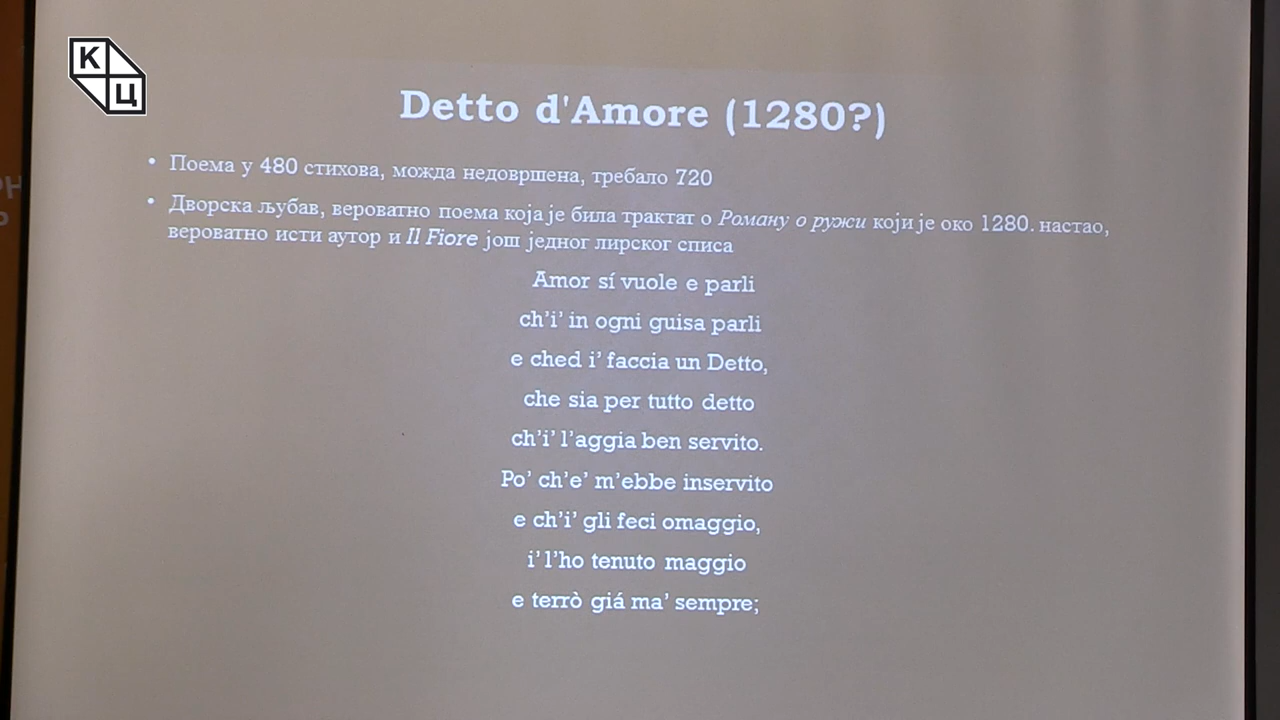 К
Ц
Detto d'Amore (1280?)
• Поема у 480 стихова, можда недовршена, требало 720
• Дворска љубав, вероватно поема која је била трактат о Роману о ружи који је око 1280. настао,
вероватно исти аутор и Il Fiore још једног лирског списа
Amor sí vuole e parli
ch’i’ in ogni guisa parli
e ched i’ faccia un Detto,
che sia per tutto detto
ch’i’ l’aggia ben servito.
Po’ ch’e’ m’ebbe inservito
e ch’i’ gli feci omaggio,
i’ l’ho tenuto maggio
e terrò giá ma’ sempre;